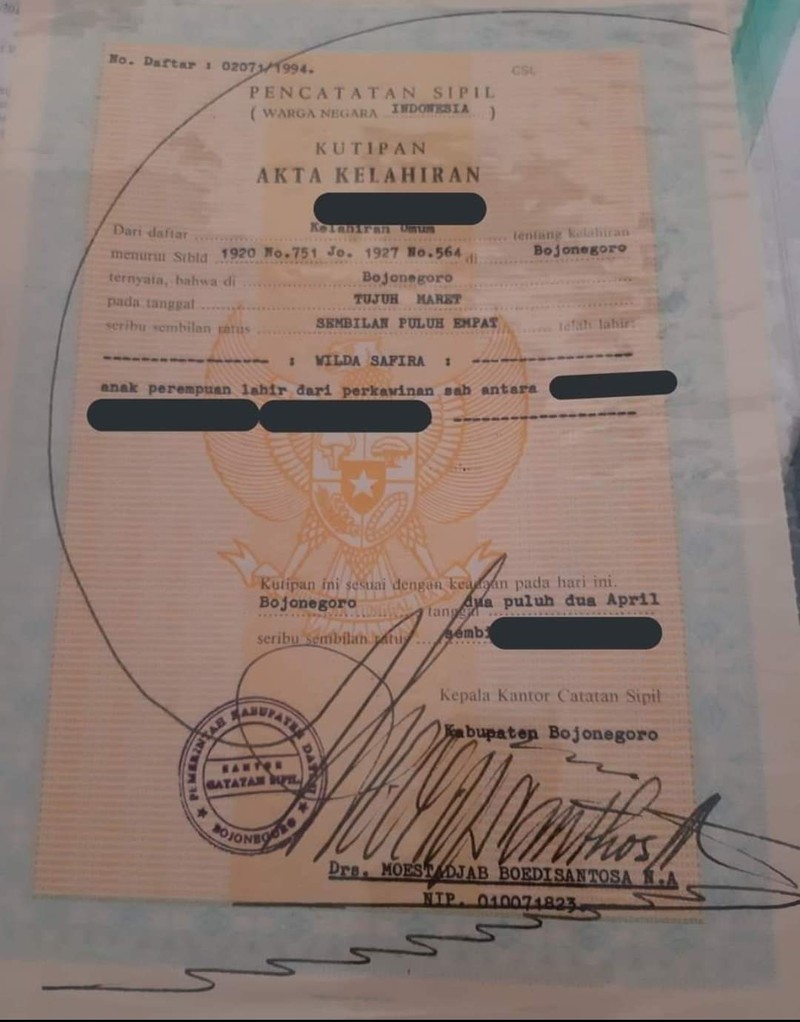 No. Daftar : 02071/1994.
CSL
PENCATATAN SIPIL
( WARGA NEGARA INDONESIA )
KUTIPAN
AKTA KELAHIRAN
Dari daftar Kelahiran Umum tentang kelahiran
menurut Stbld 1920 No.751 Jo. 1927 No.564 di Bojonegoro
ternyata, bahwa di Bojonegoro
pada tanggal TUJUH MARET
seribu sembilan ratus SEMBILAN PULUH EMPAT telah lahir:
: WILDA SAFIRA :
anak perempuan lahir dari perkawinan sah antara
Kutipan ini sesuai dengan keadaan pada hari ini.
Bojonegoro tanggal dua puluh dua April
seribu sembilan ratus sembi
Kepala Kantor Catatan Sipil
Kabupaten Bojonegoro
PEMERINTAH KABUPATEN DAERAH
KANTOR
CATATAN SIPIL
BOJONEGORO
Drs. MOESTADJAB BOEDISANTOSA N.A
NIP. 010071823.